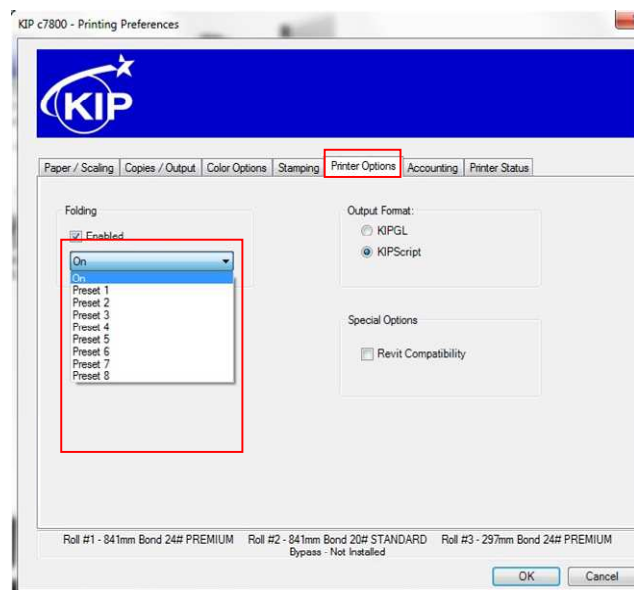 KIP c7800 - Printing Preferences
KIP
Paper / Scaling Copies / Output Color Options Stamping Printer Options Accounting Printer Status
Folding
Enabled
On
On
Preset 1
Preset 2
Preset 3
Preset 4
Preset 5
Preset 6
Preset 7
Preset 8
Output Format:
KIPGL
KIPScript
Special Options
Revit Compatibility
Roll #1 - 841mm Bond 24# PREMIUM Roll #2 - 841mm Bond 20# STANDARD Roll #3 - 297mm Bond 24# PREMIUM
Bypass - Not Installed
OK Cancel